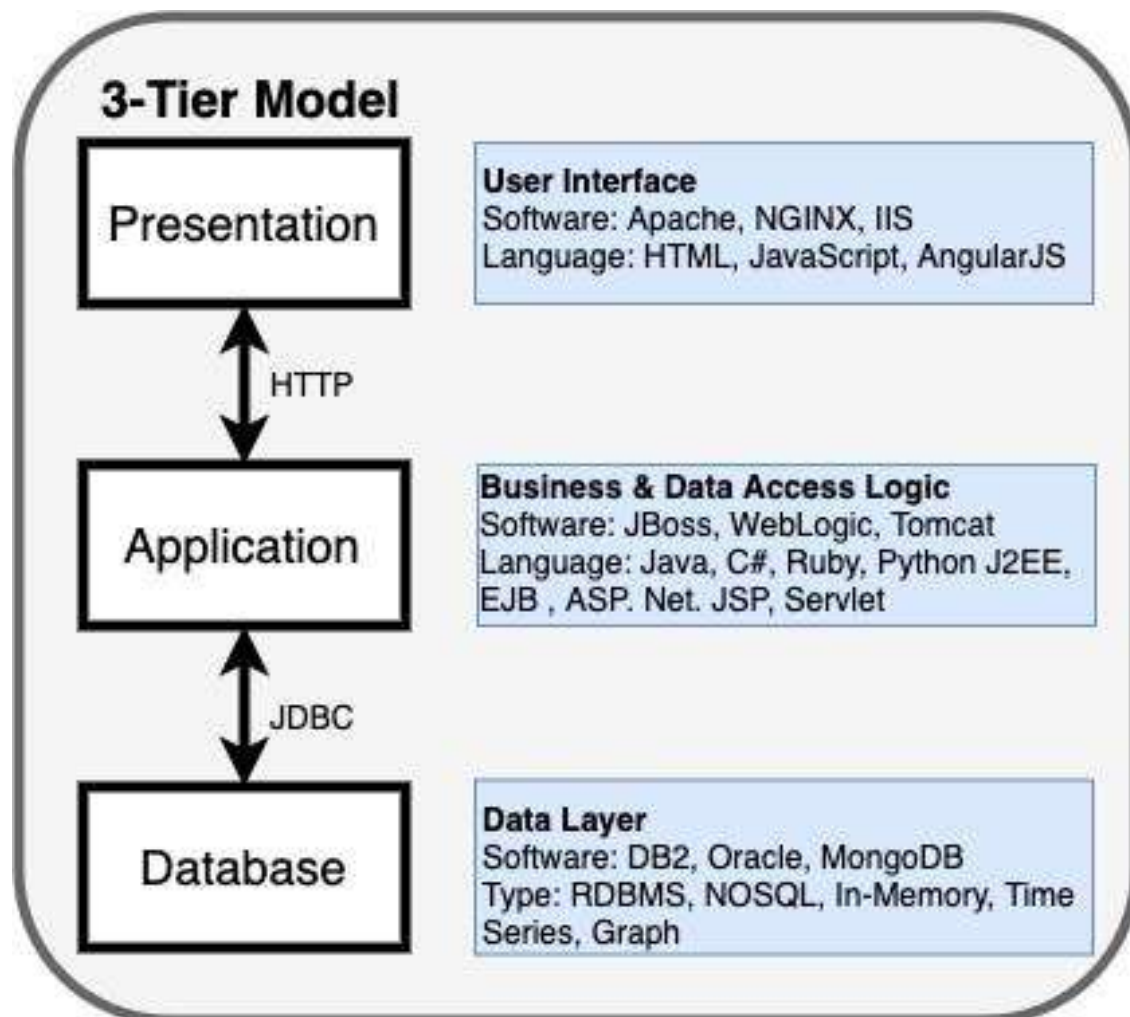 3-Tier Model
Presentation
User Interface
Software: Apache, NGINX, IIS
Language: HTML, JavaScript, AngularJS
HTTP
Application
Business & Data Access Logic
Software: JBoss, WebLogic, Tomcat
Language: Java, C#, Ruby, Python J2EE,
EJB , ASP. Net. JSP, Servlet
JDBC
Database
Data Layer
Software: DB2, Oracle, MongoDB
Type: RDBMS, NOSQL, In-Memory, Time
Series, Graph